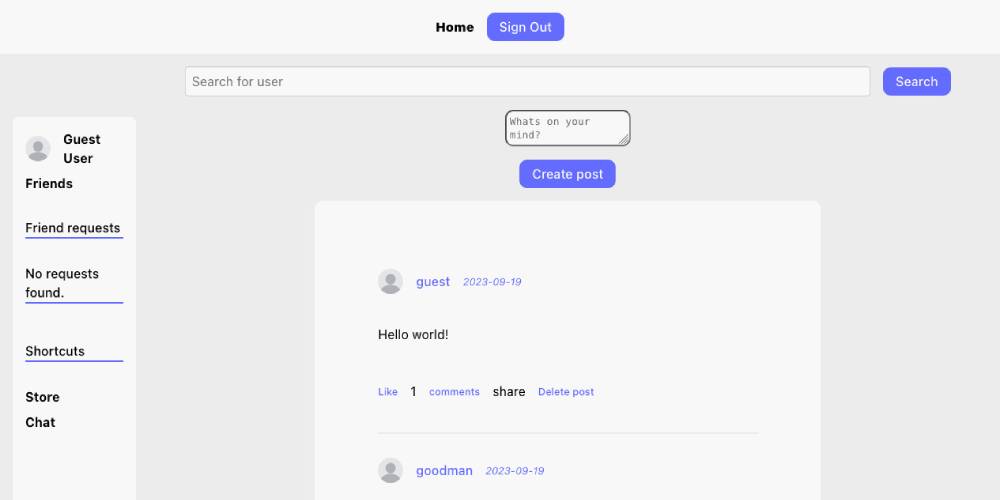 Home Sign Out
Search for user Search
Whats on your
mind?
Create post
Guest
User
Friends
Friend requests
No requests
found.
Shortcuts
Store
Chat
guest 2023-09-19
Hello world!
Like 1 comments share Delete post
goodman 2023-09-19